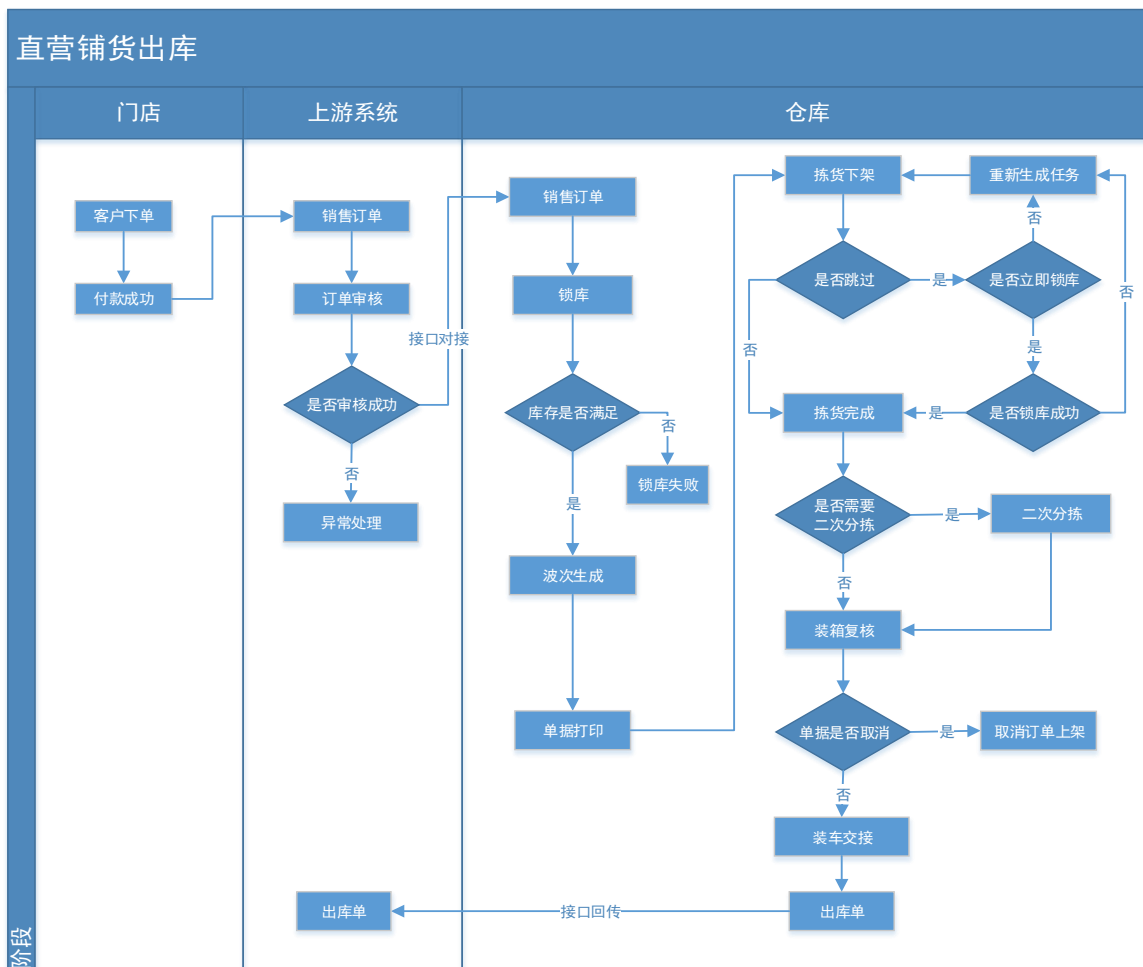 直营铺货出库
门店
上游系统
仓库
客户下单
付款成功
销售订单
订单审核
是否审核成功
否
异常处理
接口对接
销售订单
锁库
库存是否满足
否
锁库失败
是
波次生成
单据打印
拣货下架
重新生成任务
否
是否跳过
是
是否立即锁库
否
否
是
拣货完成
是
是否锁库成功
是否需要
二次分拣
是
二次分拣
否
装箱复核
单据是否取消
是
取消订单上架
否
装车交接
出库单
接口回传
出库单
阶段